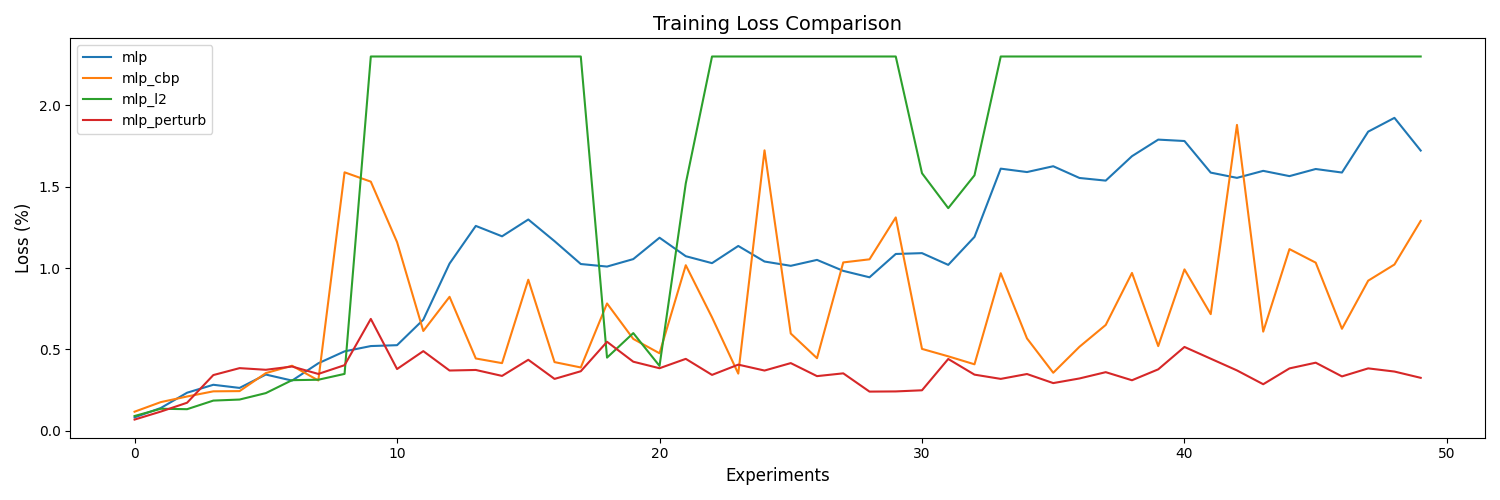 Training Loss Comparison
mlp
mlp_cbp
mlp_l2
mlp_perturb
Loss (%)
2.0
1.5
1.0
0.5
0.0
0 10 20 30 40 50
Experiments